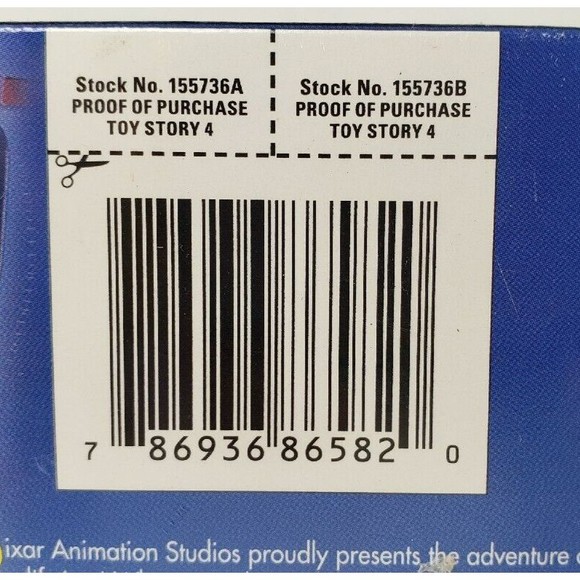 Stock No. 155736A
PROOF OF PURCHASE
TOY STORY 4
Stock No. 155736B
PROOF OF PURCHASE
TOY STORY 4
7 86936 86582 0
ixar Animation Studios proudly presents the adventure